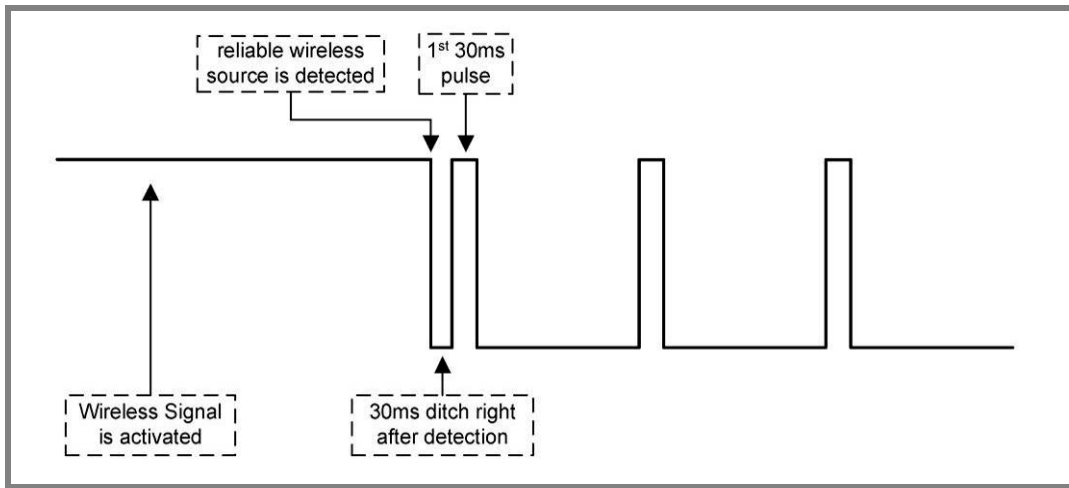 reliable wireless
source is detected
1st 30ms
pulse
Wireless Signal
is activated
30ms ditch right
after detection